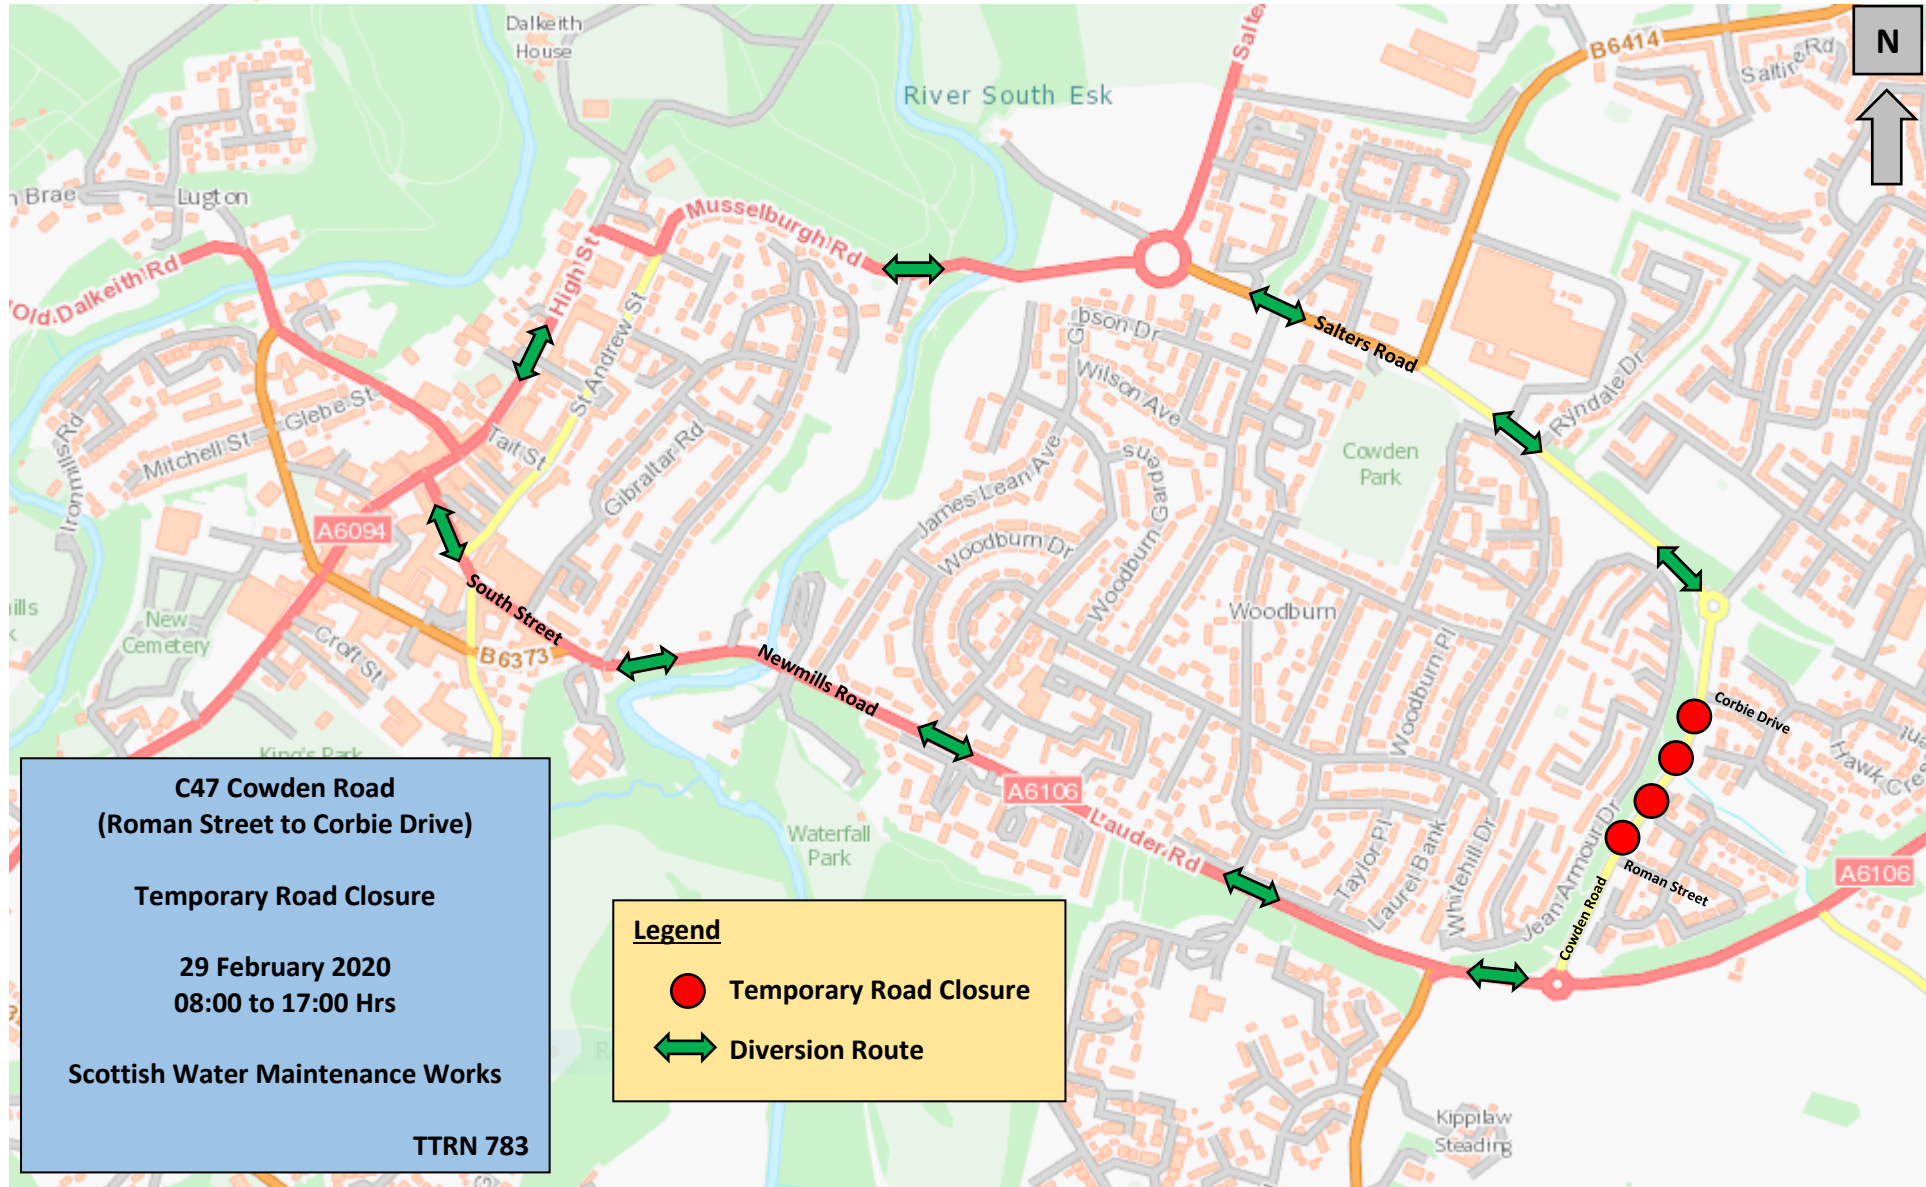 Dalkeith
House
River South Esk
Salte
B6414
Saltire Rd
N
n Brae
Lugton
Musselburgh Rd
Old Dalkeith Rd
High St
St Andrew St
Salters Road
Gibson Dr
Wilson Ave
Ryndale Dr
Glebe St
Mitchell St
Ironmills Rd
Tait St
Gibraltar Rd
Cowden
Park
James Lean Ave
Woodburn Dr
Woodburn Gardens
A6094
South Street
New
Cemetery
Croft St
B6373
Newmills Road
Woodburn
Woodburn Pl
Corbie Drive
Hawk Cres
King's Park
A6106
Lauder Rd
Waterfall
Park
Taylor Pl
Laurel Bank
Whitehill Dr
Jean Armour Dr
Roman Street
Cowden Road
A6106
Kippilaw
Steading
C47 Cowden Road
(Roman Street to Corbie Drive)
Temporary Road Closure
29 February 2020
08:00 to 17:00 Hrs
Scottish Water Maintenance Works
TTRN 783
Legend
Temporary Road Closure
Diversion Route